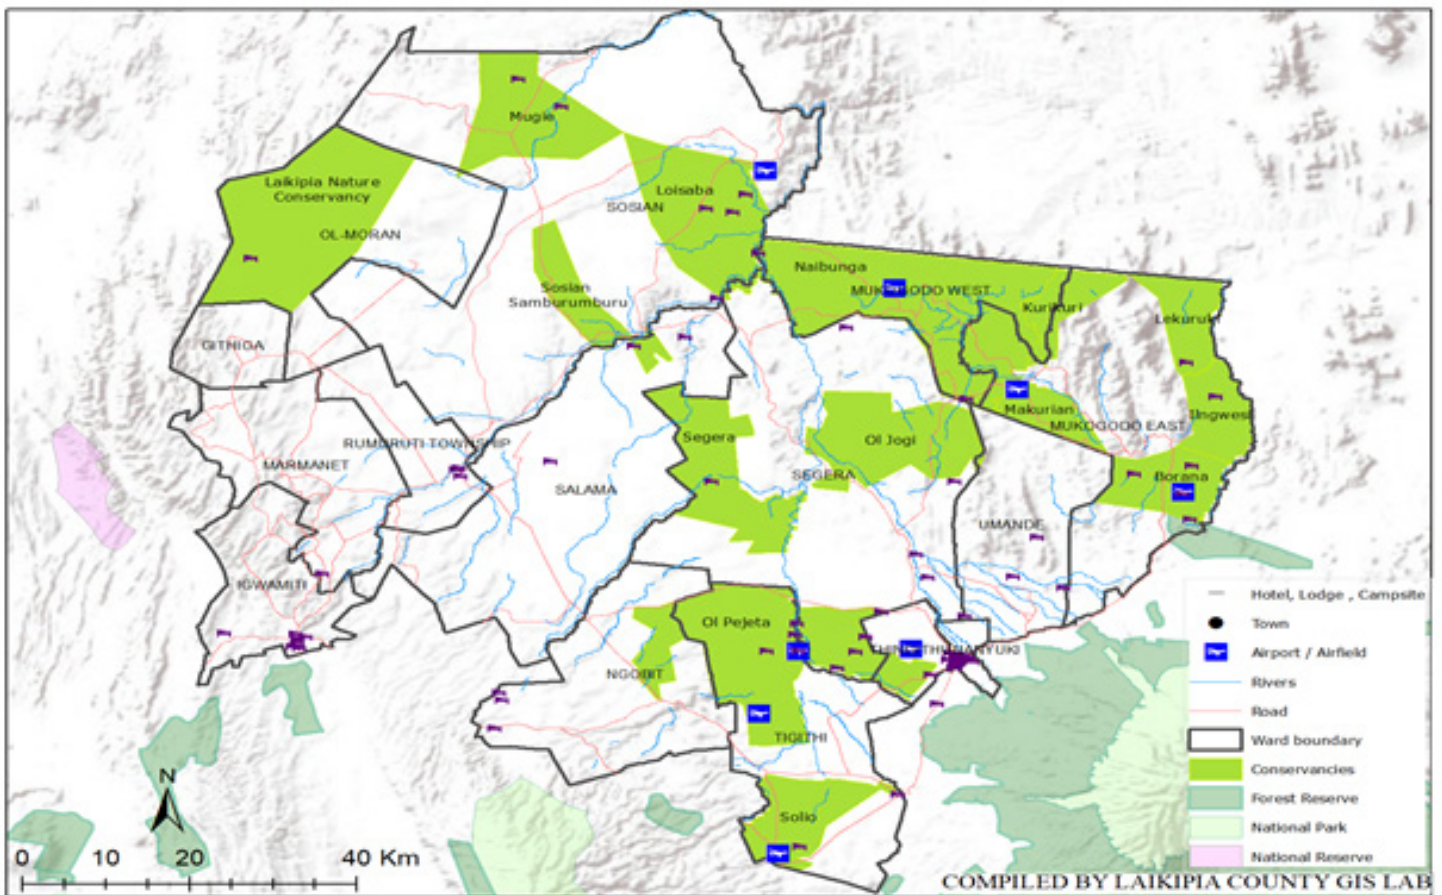 Mugie
Laikipia Nature
Conservancy
Loisaba
SOSIAN
OL-MORAN
Naibunga
MUKOGODO WEST
Sosian
Samburumburu
Kurikuri
Lekuruki
GITHIGA
Makurian
Ilngwesi
MUKOGODO EAST
RUMURUTI TOWNSHIP
Segera
Ol Jogi
MARMANET
SEGERA
Borana
SALAMA
UMANDE
IGWAMITI
Ol Pejeta
NANYUKI
NGOBIT
TIGITHI
Solio
Hotel, Lodge , Campsite
Town
Airport / Airfield
Rivers
Road
Ward boundary
Conservancies
Forest Reserve
National Park
National Reserve
N
0 10 20 40 Km
COMPILED BY LAIKIPIA COUNTY GIS LAB